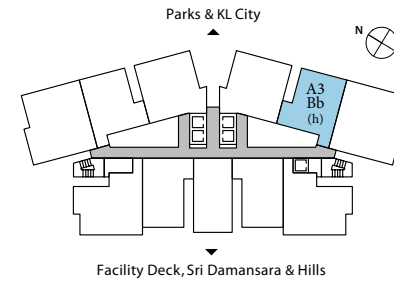 Parks & KL City
N
A3
Bb
(h)
Facility Deck, Sri Damansara & Hills